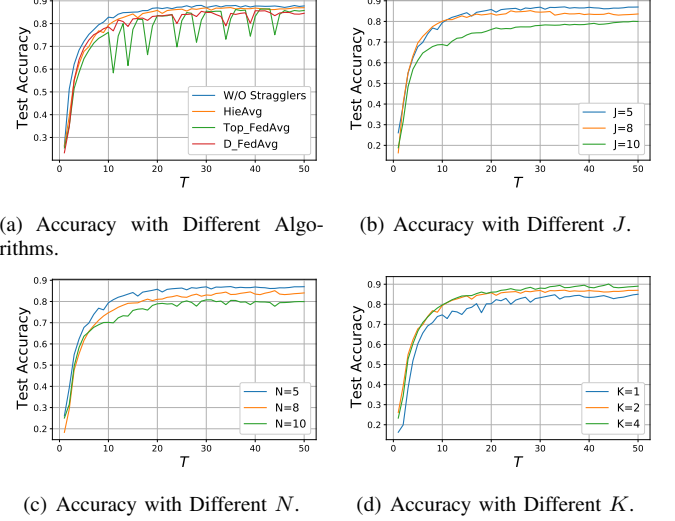 0.9
0.8
0.7
0.6
0.5
0.4
0.3
Test Accuracy
0 10 20 30 40 50
T
W/O Stragglers
HieAvg
Top_FedAvg
D_FedAvg
(a) Accuracy with Different Algo-
rithms.
0.9
0.8
0.7
0.6
0.5
0.4
0.3
0.2
Test Accuracy
0 10 20 30 40 50
T
J=5
J=8
J=10
(b) Accuracy with Different J.
0.9
0.8
0.7
0.6
0.5
0.4
0.3
0.2
Test Accuracy
0 10 20 30 40 50
T
N=5
N=8
N=10
(c) Accuracy with Different N.
0.9
0.8
0.7
0.6
0.5
0.4
0.3
0.2
Test Accuracy
0 10 20 30 40 50
T
K=1
K=2
K=4
(d) Accuracy with Different K.